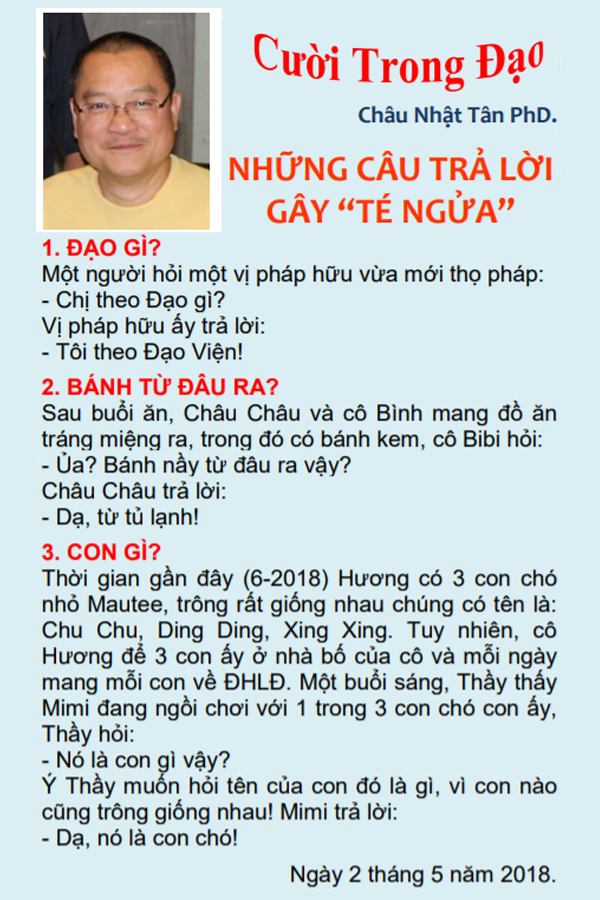 Cười Trong Đạo
Châu Nhật Tân PhD.
NHỮNG CÂU TRẢ LỜI
GÂY “TÉ NGỬA”
1. ĐẠO GÌ?
Một người hỏi một vị pháp hữu vừa mới thọ pháp:
- Chị theo Đạo gì?
Vị pháp hữu ấy trả lời:
- Tôi theo Đạo Viện!
2. BÁNH TỪ ĐÂU RA?
Sau buổi ăn, Châu Châu và cô Bình mang đồ ăn
tráng miệng ra, trong đó có bánh kem, cô Bibi hỏi:
- Ủa? Bánh nầy từ đâu ra vậy?
Châu Châu trả lời:
- Dạ, từ tủ lạnh!
3. CON GÌ?
Thời gian gần đây (6-2018) Hương có 3 con chó
nhỏ Mautee, trông rất giống nhau chúng có tên là:
Chu Chu, Ding Ding, Xing Xing. Tuy nhiên, cô
Hương để 3 con ấy ở nhà bố của cô và mỗi ngày
mang mỗi con về ĐHLĐ. Một buổi sáng, Thầy thấy
Mimi đang ngồi chơi với 1 trong 3 con chó con ấy,
Thầy hỏi:
- Nó là con gì vậy?
Ý Thầy muốn hỏi tên của con đó là gì, vì con nào
cũng trông giống nhau! Mimi trả lời:
- Dạ, nó là con chó!
Ngày 2 tháng 5 năm 2018.